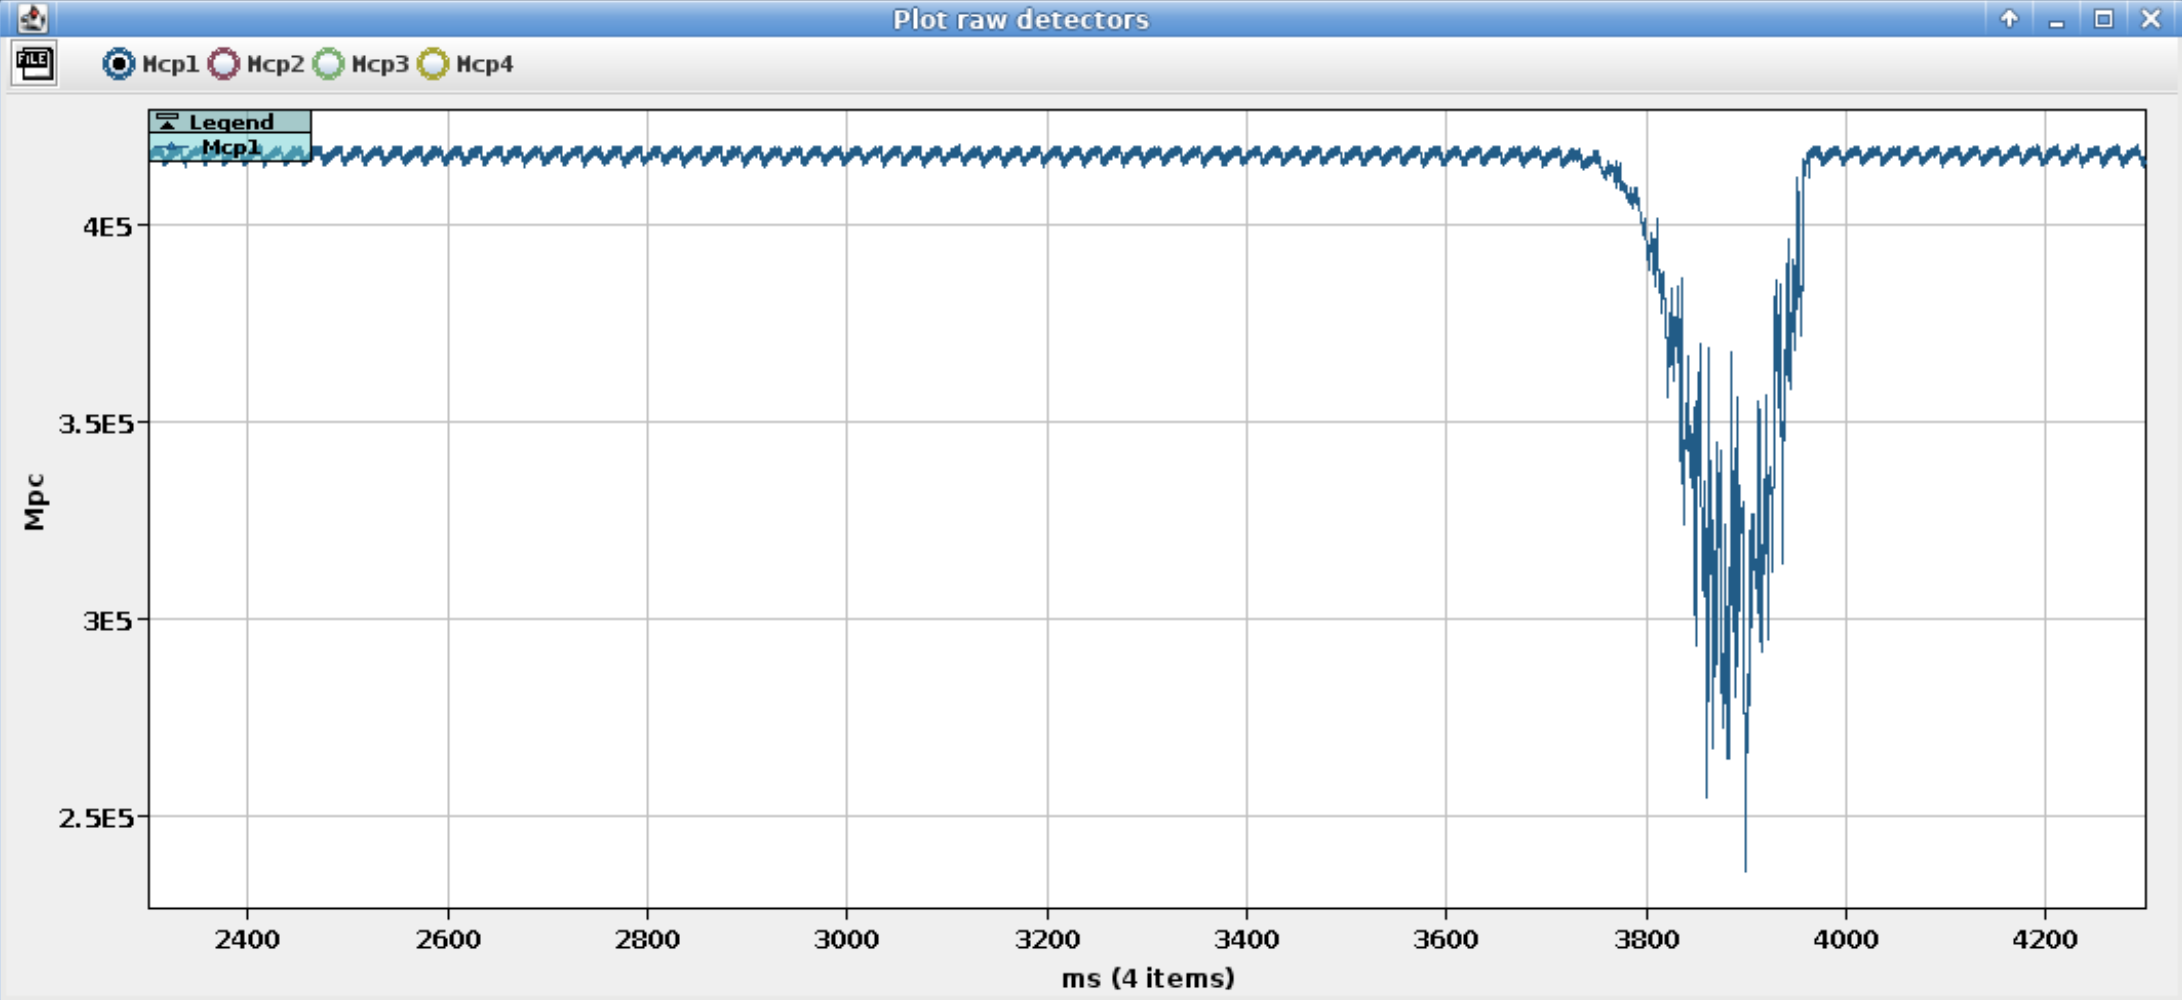 Plot raw detectors
FILE Mcp1 Mcp2 Mcp3 Mcp4
Legend
Mcp1
4E5
3.5E5
3E5
2.5E5
Mpc
2400 2600 2800 3000 3200 3400 3600 3800 4000 4200
ms (4 items)